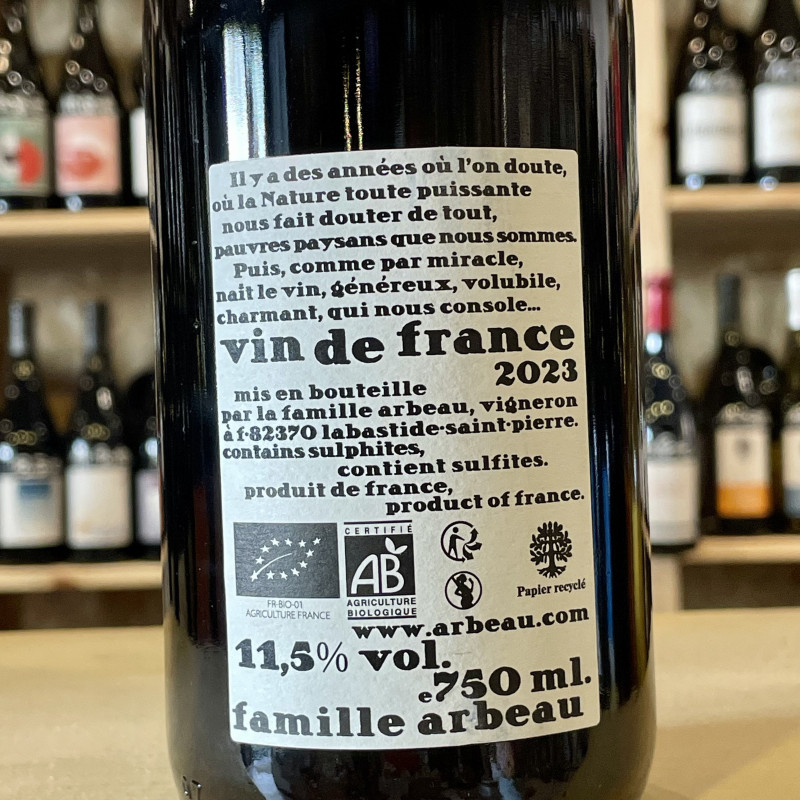 Il y a des années où l'on doute,
où la Nature toute puissante
nous fait douter de tout,
pauvres paysans que nous sommes.
Puis, comme par miracle,
naît le vin, généreux, volubile,
charmant, qui nous console...
vin de france
2023
mis en bouteille
par la famille arbeau, vigneron
à f-82370 labastide-saint-pierre.
contains sulphites,
contient sulfites.
produit de france,
product of france.
CERTIFIÉ
AB
AGRICULTURE
BIOLOGIQUE
FR-BIO-01
AGRICULTURE FRANCE
Papier recyclé
www.arbeau.com
11,5% vol.
e 750 ml.
famille arbeau